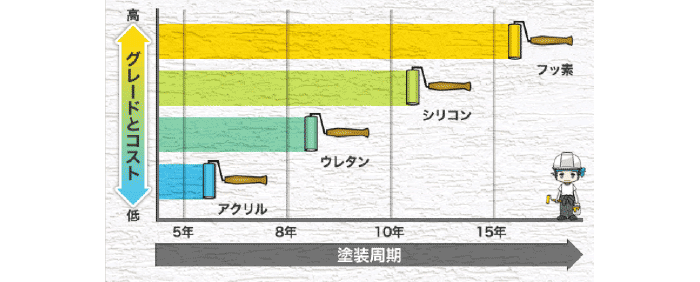 高
グレードとコスト
低
フッ素
シリコン
ウレタン
アクリル
5年 8年 10年 15年
塗装周期